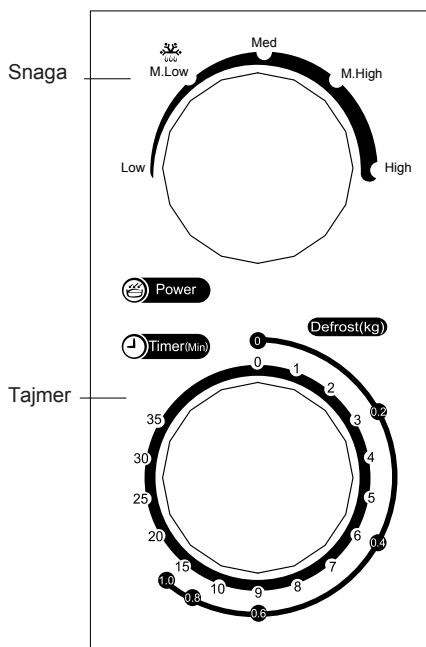 Snaga
Med
M.Low
M.High
Low
High
Power
Defrost(kg)
Timer(Min)
0
0
1
2
3
0.2
4
5
6
0.4
7
8
9
10
15
20
25
30
35
0.6
0.8
1.0
Tajmer